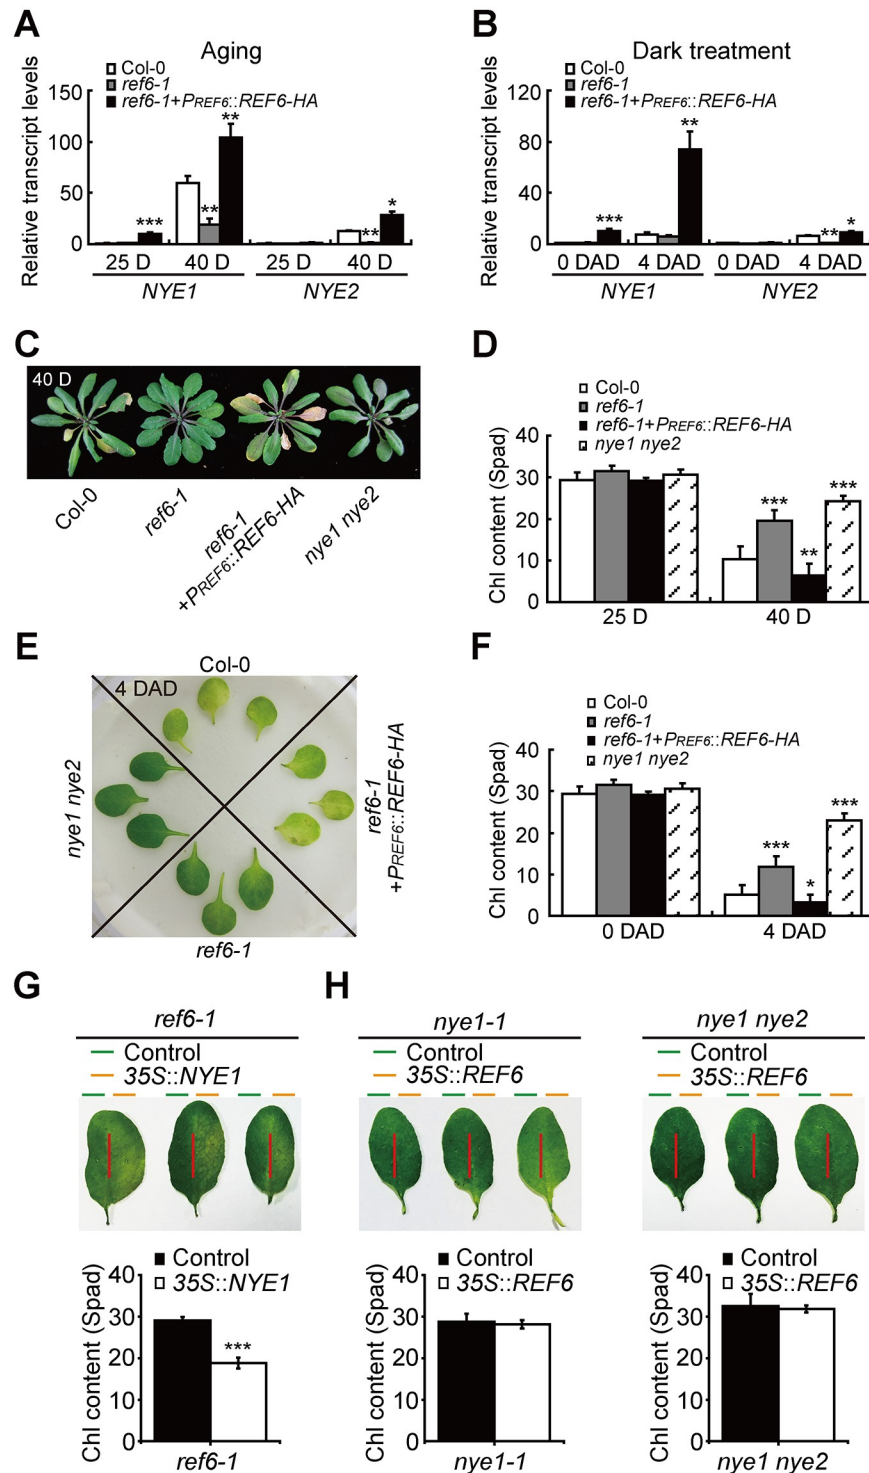 A
Aging
Col-0
ref6-1
ref6-1+PREF6::REF6-HA
Relative transcript levels
150
100
50
0
***
**
**
**
*
25 D
40 D
25 D
40 D
NYE1
NYE2
B
Dark treatment
Col-0
ref6-1
ref6-1+PREF6::REF6-HA
Relative transcript levels
120
80
40
0
***
**
**
*
0 DAD
4 DAD
0 DAD
4 DAD
NYE1
NYE2
C
40 D
Col-0
ref6-1
ref6-1
+PREF6::REF6-HA
nye1 nye2
D
Col-0
ref6-1
ref6-1+PREF6::REF6-HA
nye1 nye2
Chl content (Spad)
40
30
20
10
0
***
**
***
25 D
40 D
E
Col-0
4 DAD
nye1 nye2
ref6-1
+PREF6::REF6-HA
ref6-1
F
Col-0
ref6-1
ref6-1+PREF6::REF6-HA
nye1 nye2
Chl content (Spad)
40
30
20
10
0
***
*
***
0 DAD
4 DAD
G
ref6-1
Control
35S::NYE1
Control
35S::NYE1
Chl content (Spad)
40
30
20
10
0
***
ref6-1
H
nye1-1
Control
35S::REF6
Control
35S::REF6
Chl content (Spad)
40
30
20
10
0
nye1-1
nye1 nye2
Control
35S::REF6
Control
35S::REF6
Chl content (Spad)
40
30
20
10
0
nye1 nye2